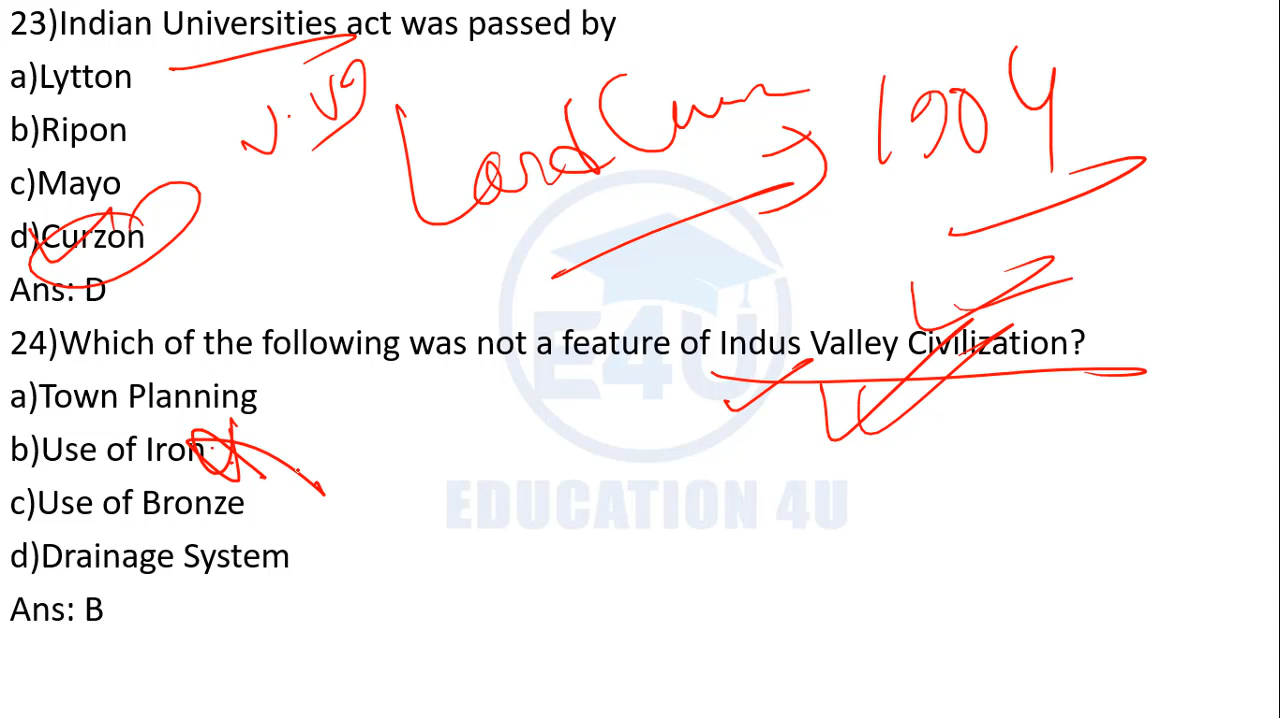 23)Indian Universities act was passed by
a)Lytton
V.V9
Lord Curzon
1904
b)Ripon
c)Mayo
d)Curzon
Ans: D
24)Which of the following was not a feature of Indus Valley Civilization?
a)Town Planning
b)Use of Iron
c)Use of Bronze
d)Drainage System
Ans: B
E4U
EDUCATION 4U